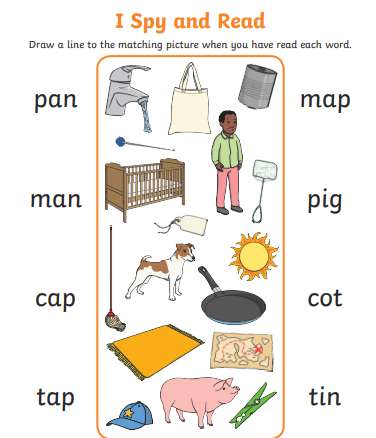 I Spy and Read
Draw a line to the matching picture when you have read each word.
pan
map
man
pig
cap
cot
tap
tin